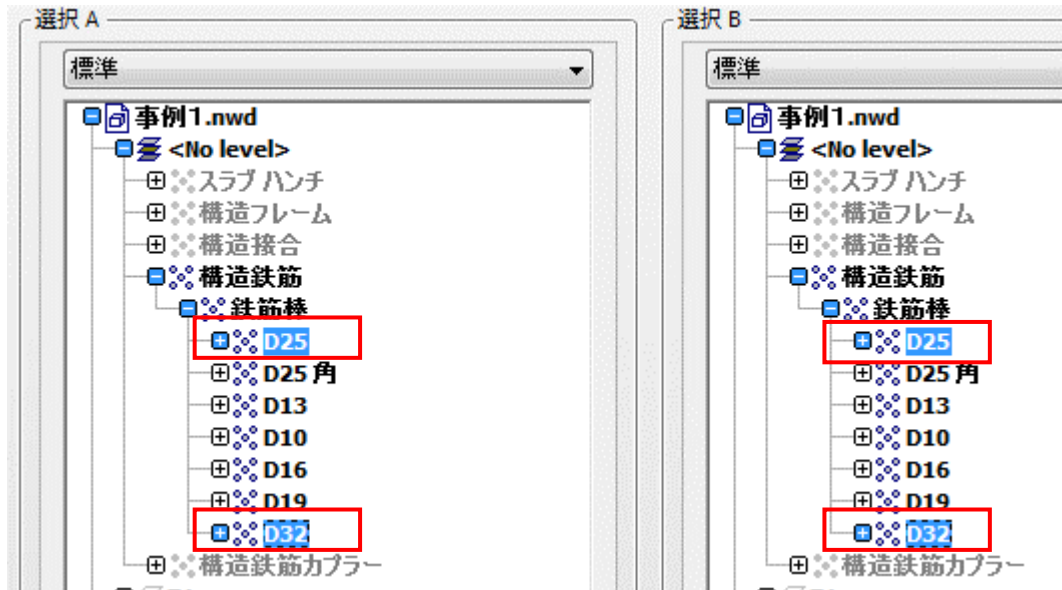 選択 A
標準
事例1.nwd
<No level>
スラブ ハンチ
構造フレーム
構造接合
構造鉄筋
鉄筋棒
D25
D25 角
D13
D10
D16
D19
D32
構造鉄筋カプラー
選択 B
標準
事例1.nwd
<No level>
スラブ ハンチ
構造フレーム
構造接合
構造鉄筋
鉄筋棒
D25
D25 角
D13
D10
D16
D19
D32
構造鉄筋カプラー